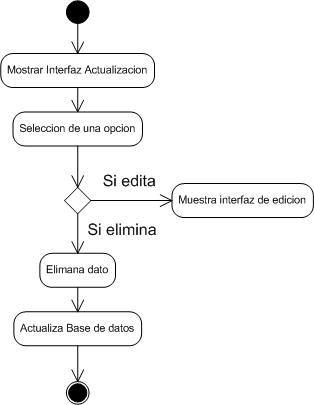 Mostrar Interfaz Actualizacion
Seleccion de una opcion
Si edita
Muestra interfaz de edicion
Si elimina
Elimana dato
Actualiza Base de datos